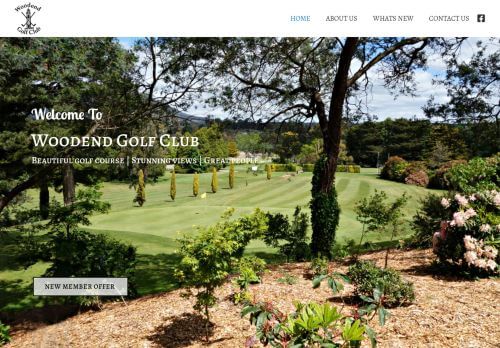 Woodend
Golf Club
HOME ABOUT US WHATS NEW CONTACT US
Welcome To
Woodend Golf Club
Beautiful golf course | Stunning views | Great people
NEW MEMBER OFFER